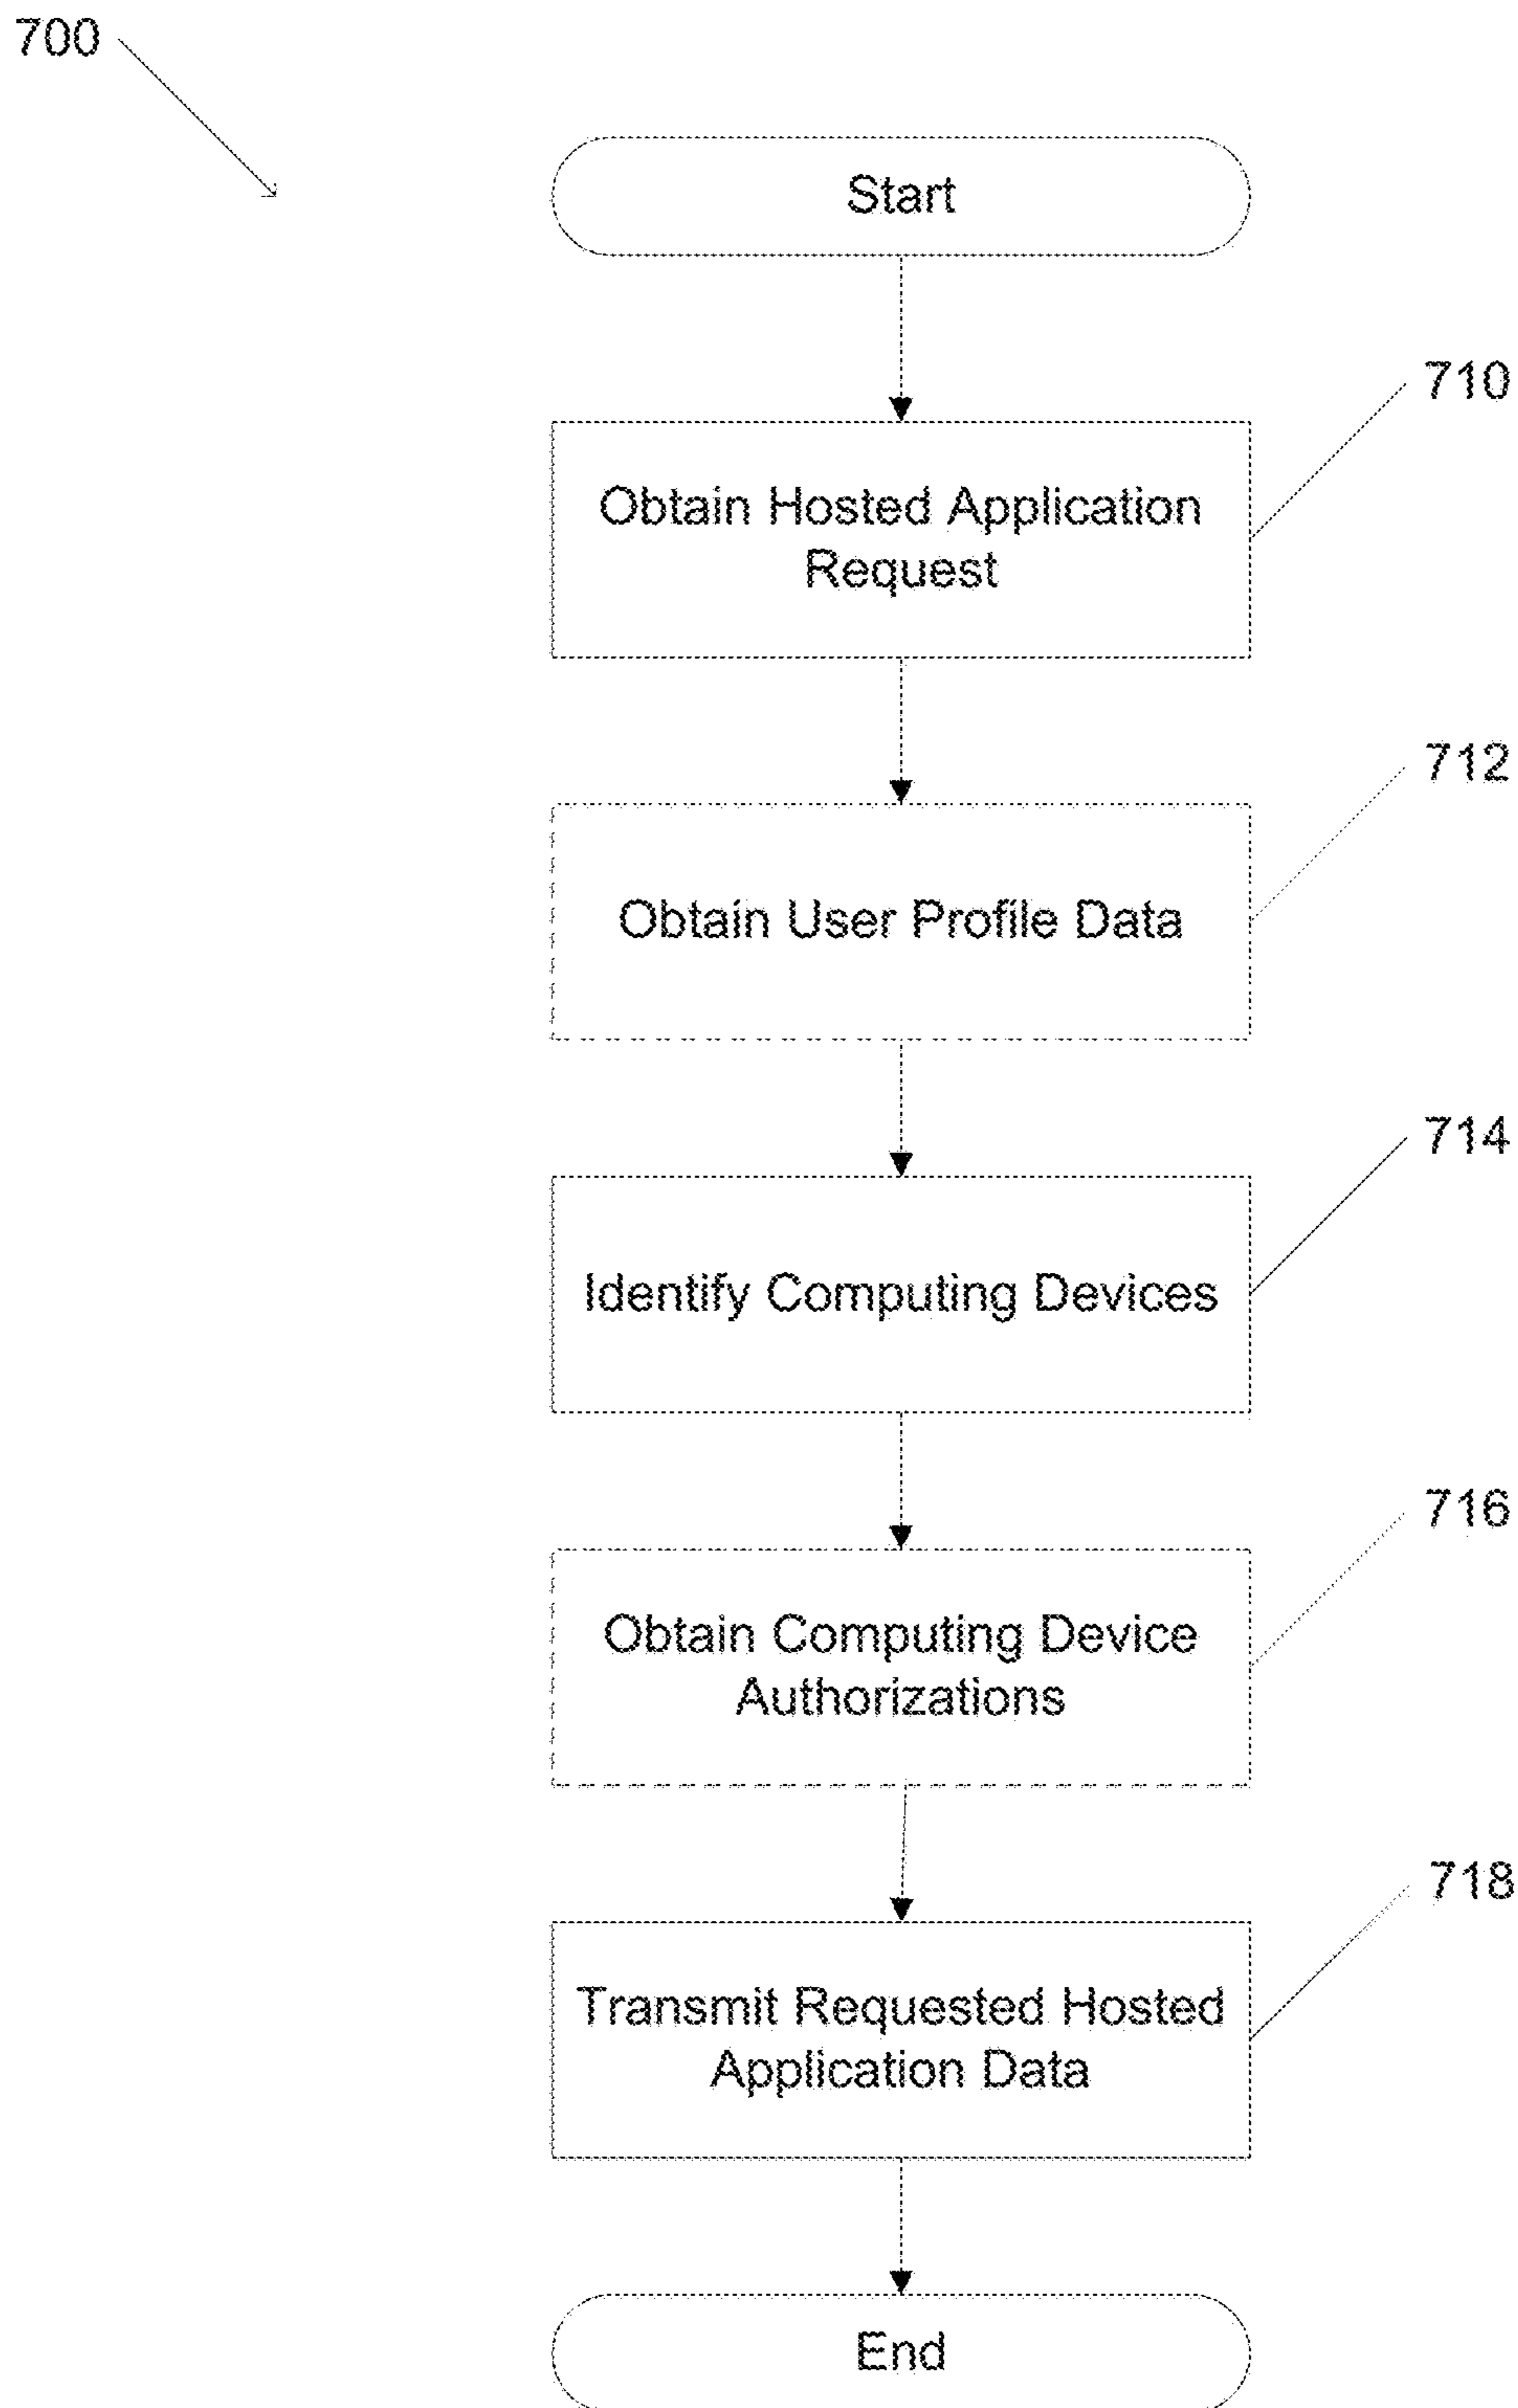 700
Start
710
Obtain Hosted Application
Request
712
Obtain User Profile Data
714
Identify Computing Devices
716
Obtain Computing Device
Authorizations
718
Transmit Requested Hosted
Application Data
End